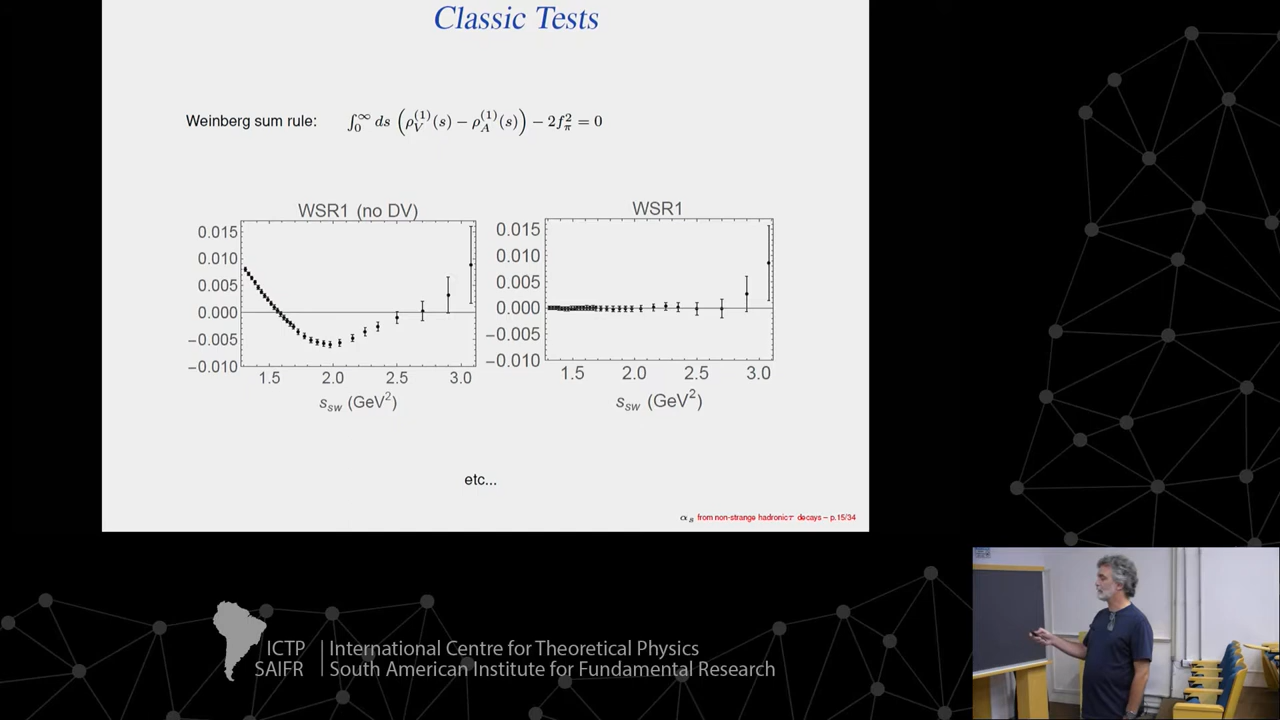 Classic Tests
Weinberg sum rule: ∫₀^∞ ds (ρ_V^(1)(s) − ρ_A^(1)(s)) − 2f_π^2 = 0
WSR1 (no DV)
0.015
0.010
0.005
0.000
−0.005
−0.010
1.5 2.0 2.5 3.0
s_sw (GeV²)
WSR1
0.015
0.010
0.005
0.000
−0.005
−0.010
1.5 2.0 2.5 3.0
s_sw (GeV²)
etc...
α_s from non-strange hadronicτ decays – p.15/34
ICTP International Centre for Theoretical Physics
SAIFR South American Institute for Fundamental Research